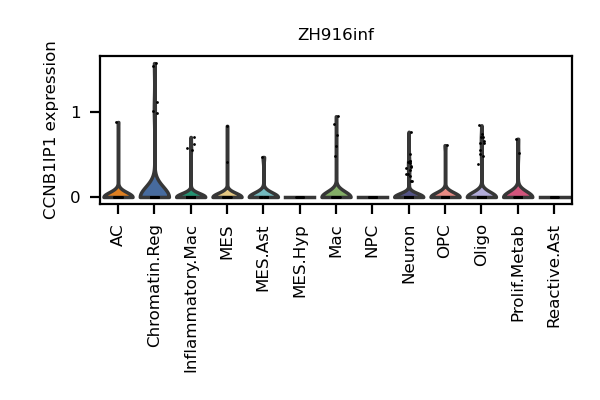 ZH916inf
CCNB1IP1 expression
1
0
AC
Chromatin.Reg
Inflammatory.Mac
MES
MES.Ast
MES.Hyp
Mac
NPC
Neuron
OPC
Oligo
Prolif.Metab
Reactive.Ast